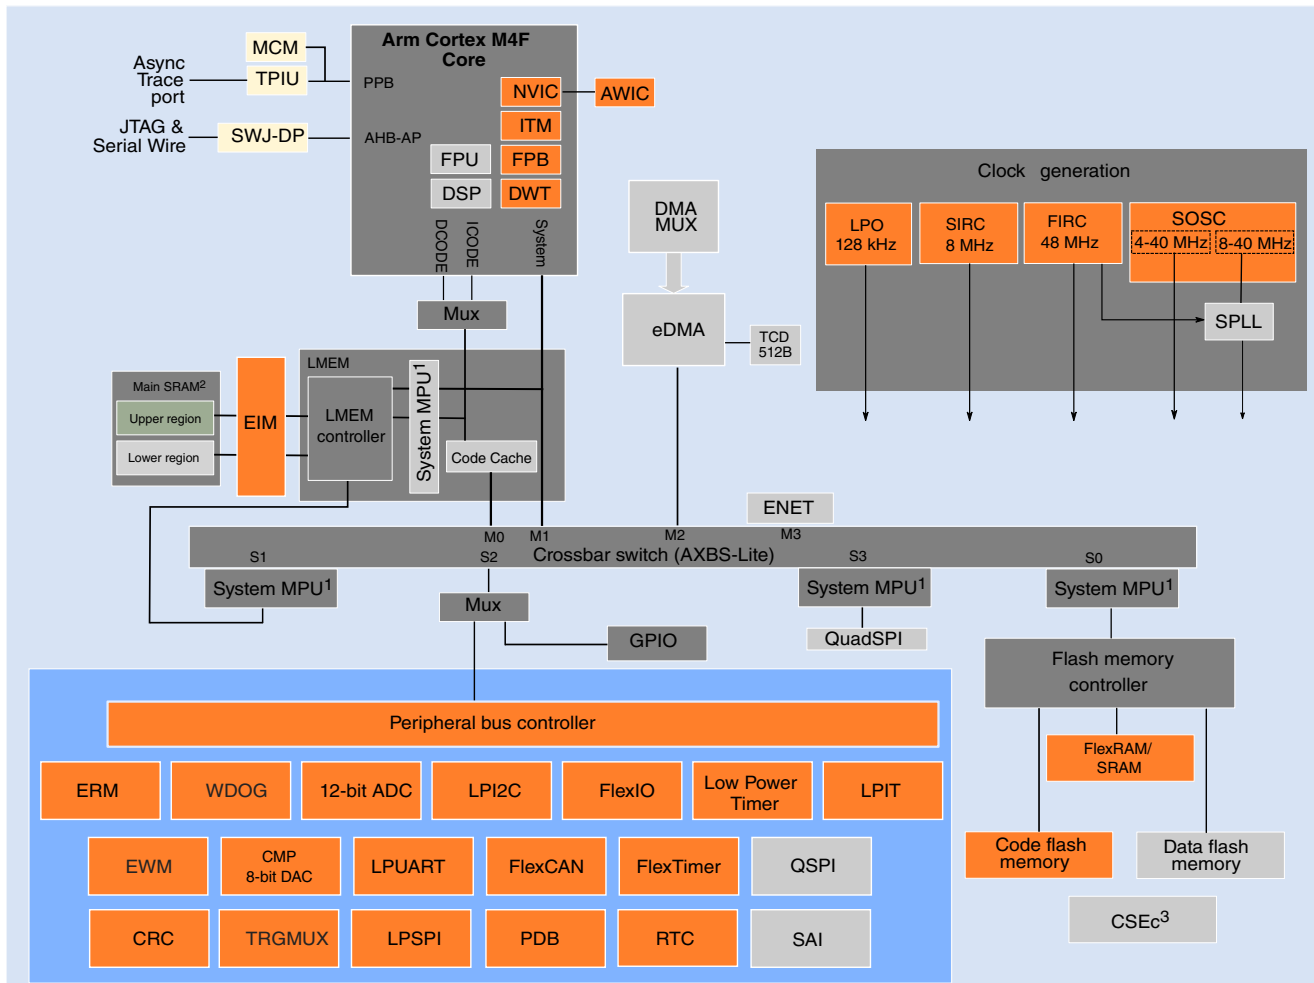 Arm Cortex M4F
Core
MCM
Async
Trace
port
TPIU
PPB
JTAG &
Serial Wire
SWJ-DP
AHB-AP
NVIC
AWIC
ITM
FPU
FPB
DSP
DWT
DCODE
ICODE
System
Mux
DMA
MUX
eDMA
TCD
512B
Clock generation
LPO
128 kHz
SIRC
8 MHz
FIRC
48 MHz
SOSC
4-40 MHz
8-40 MHz
SPLL
Main SRAM2
Upper region
Lower region
EIM
LMEM
LMEM
controller
System MPU1
Code Cache
ENET
M0
M1
M2
M3
Crossbar switch (AXBS-Lite)
S1
S2
S3
S0
System MPU1
Mux
System MPU1
System MPU1
GPIO
QuadSPI
Flash memory
controller
FlexRAM/
SRAM
Code flash
memory
Data flash
memory
CSEc3
Peripheral bus controller
ERM
WDOG
12-bit ADC
LPI2C
FlexIO
Low Power
Timer
LPIT
EWM
CMP
8-bit DAC
LPUART
FlexCAN
FlexTimer
QSPI
CRC
TRGMUX
LPSPI
PDB
RTC
SAI